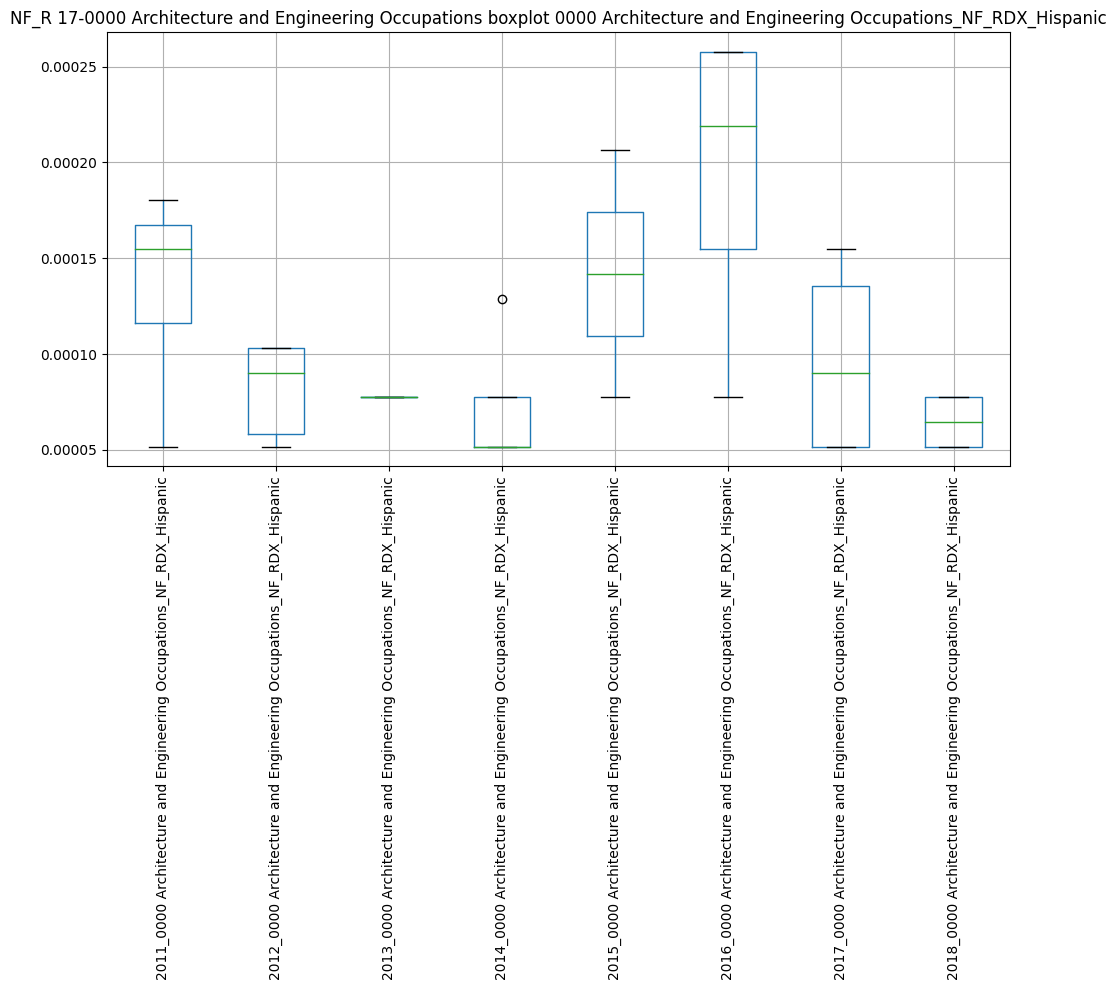 NF_R 17-0000 Architecture and Engineering Occupations boxplot 0000 Architecture and Engineering Occupations_NF_RDX_Hispanic
0.00025
0.00020
0.00015
0.00010
0.00005
2011_0000 Architecture and Engineering Occupations_NF_RDX_Hispanic
2012_0000 Architecture and Engineering Occupations_NF_RDX_Hispanic
2013_0000 Architecture and Engineering Occupations_NF_RDX_Hispanic
2014_0000 Architecture and Engineering Occupations_NF_RDX_Hispanic
2015_0000 Architecture and Engineering Occupations_NF_RDX_Hispanic
2016_0000 Architecture and Engineering Occupations_NF_RDX_Hispanic
2017_0000 Architecture and Engineering Occupations_NF_RDX_Hispanic
2018_0000 Architecture and Engineering Occupations_NF_RDX_Hispanic